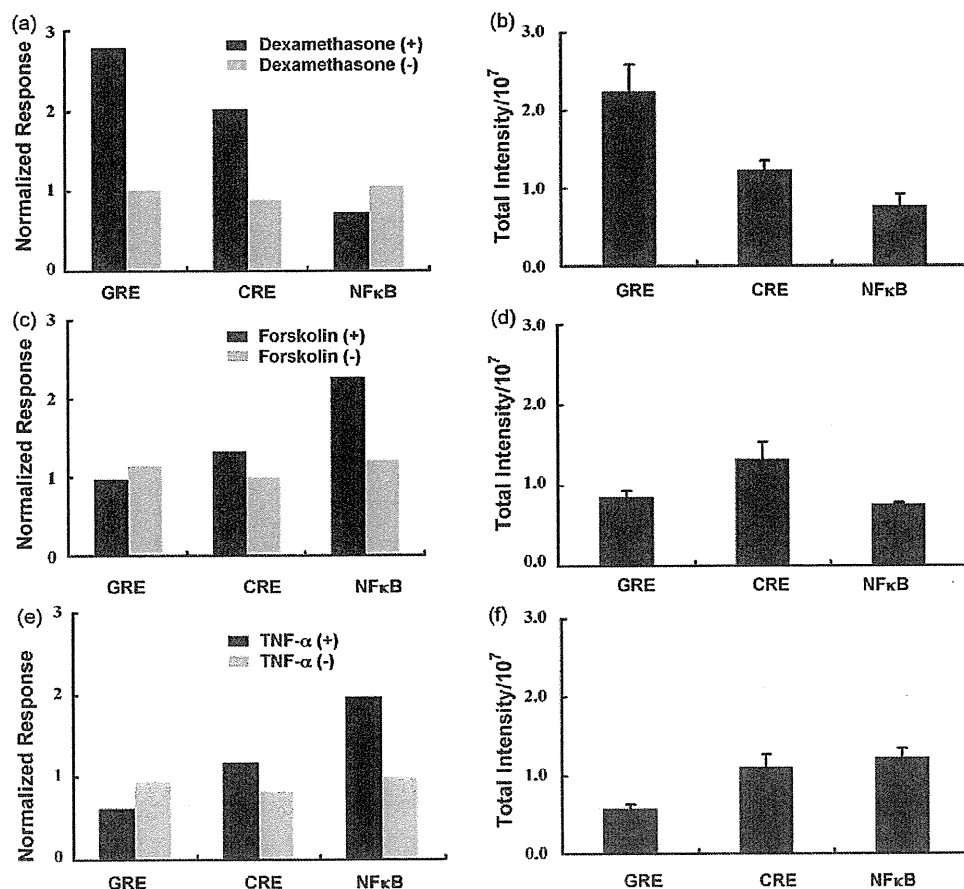 (a)
Normalized Response
3
2
1
0
Dexamethasone (+)
Dexamethasone (-)
GRE
CRE
NFκB
(b)
Total Intensity/10⁷
3.0
2.0
1.0
0.0
GRE
CRE
NFκB
(c)
Normalized Response
3
2
1
0
Forskolin (+)
Forskolin (-)
GRE
CRE
NFκB
(d)
Total Intensity/10⁷
3.0
2.0
1.0
0.0
GRE
CRE
NFκB
(e)
Normalized Response
3
2
1
0
TNF-α (+)
TNF-α (-)
GRE
CRE
NFκB
(f)
Total Intensity/10⁷
3.0
2.0
1.0
0.0
GRE
CRE
NFκB